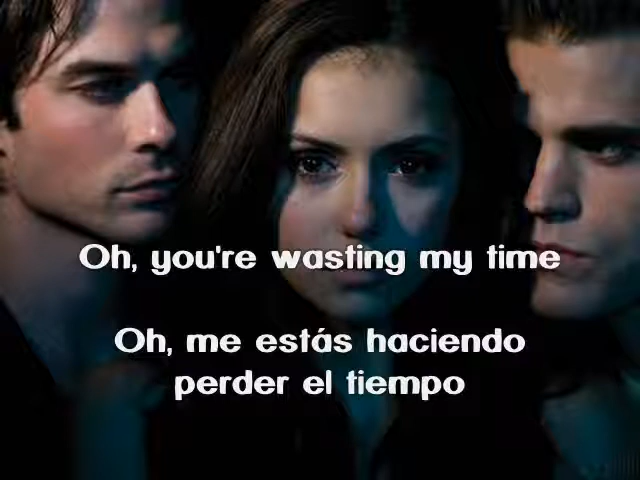 Oh, you're wasting my time
Oh, me estás haciendo
perder el tiempo